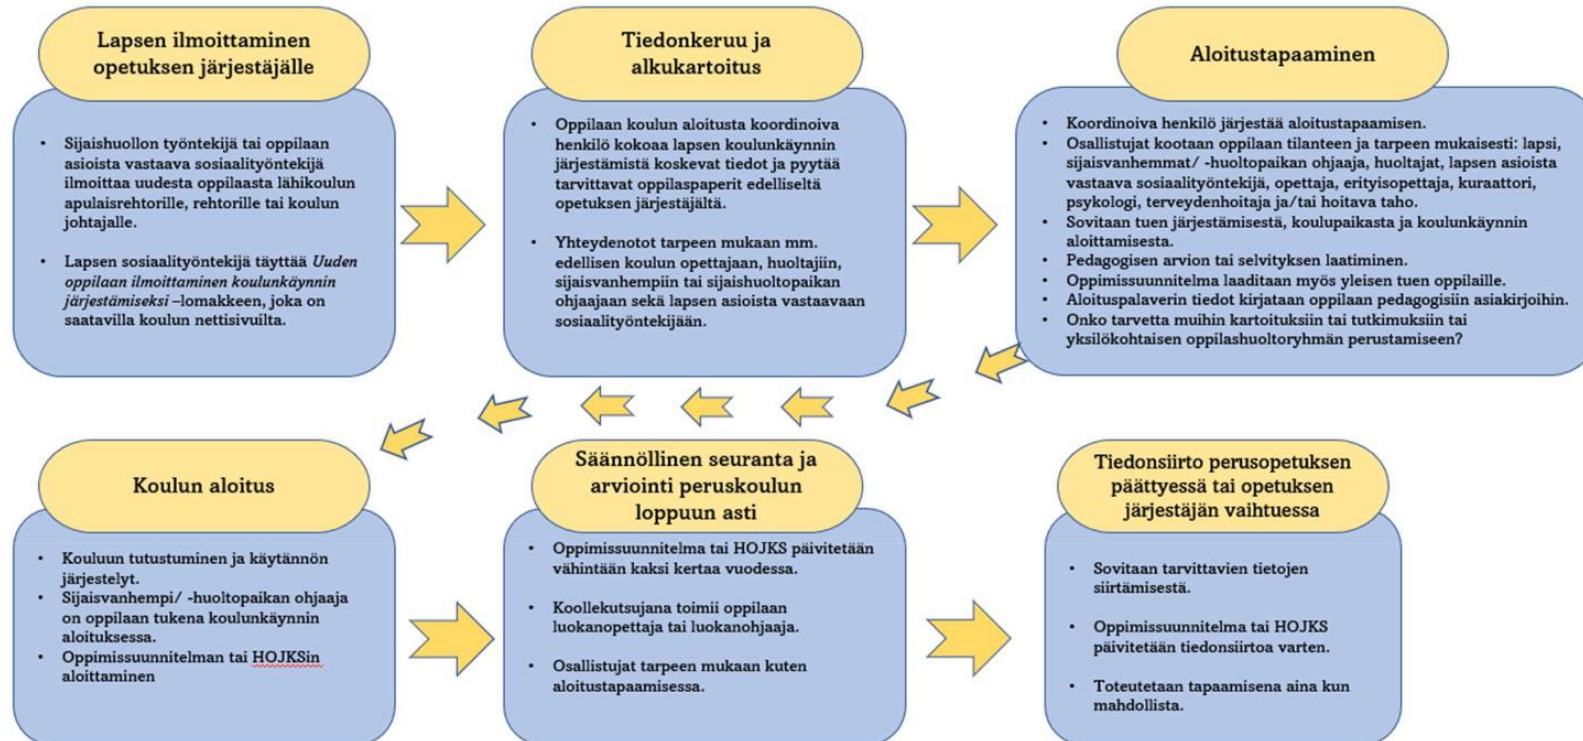 Lapsen ilmoittaminen
opetuksen järjestäjälle
• Sijaishuollon työntekijä tai oppilaan
asioista vastaava sosiaalityöntekijä
ilmoittaa uudesta oppilaasta lähikoulun
apulaisrehtorille, rehtorille tai koulun
johtajalle.
• Lapsen sosiaalityöntekijä täyttää Uuden
oppilaan ilmoittaminen koulunkäynnin
järjestämiseksi –lomakkeen, joka on
saatavilla koulun nettisivuilta.
Tiedonkeruu ja
alkukartoitus
• Oppilaan koulun aloitusta koordinoiva
henkilö kokoaa lapsen koulunkäynnin
järjestämistä koskevat tiedot ja pyytää
tarvittavat oppilaspaperit edelliseltä
opetuksen järjestäjältä.
• Yhteydenotot tarpeen mukaan mm.
edellisen koulun opettajaan, huoltajiin,
sijaisvanhempiin tai sijaishuoltopaikan
ohjaajaan sekä lapsen asioista vastaavaan
sosiaalityöntekijään.
Aloitustapaaminen
• Koordinoiva henkilö järjestää aloitustapaamisen.
• Osallistujat kootaan oppilaan tilanteen ja tarpeen mukaisesti: lapsi,
sijaisvanhemmat/ -huoltopaikan ohjaaja, huoltajat, lapsen asioista
vastaava sosiaalityöntekijä, opettaja, erityisopettaja, kuraattori,
psykologi, terveydenhoitaja ja/tai hoitava taho.
• Sovitaan tuen järjestämisestä, koulupaikasta ja koulunkäynnin
aloittamisesta.
• Pedagogisen arvion tai selvityksen laatiminen.
• Oppimissuunnitelma laaditaan myös yleisen tuen oppilaille.
• Aloituspalaverin tiedot kirjataan oppilaan pedagogisiin asiakirjoihin.
• Onko tarvetta muihin kartoituksiin tai tutkimuksiin tai
yksilökohtaisen oppilashuoltoryhmän perustamiseen?
Koulun aloitus
• Kouluun tutustuminen ja käytännön
järjestelyt.
• Sijaisvanhempi/ -huoltopaikan ohjaaja
on oppilaan tukena koulunkäynnin
aloituksessa.
• Oppimissuunnitelman tai HOJKSin
aloittaminen
Säännöllinen seuranta ja
arviointi peruskoulun
loppuun asti
• Oppimissuunnitelma tai HOJKS päivitetään
vähintään kaksi kertaa vuodessa.
• Koollekutsujana toimii oppilaan
luokanopettaja tai luokanohjaaja.
• Osallistujat tarpeen mukaan kuten
aloitustapaamisessa.
Tiedonsiirto perusopetuksen
päättyessä tai opetuksen
järjestäjän vaihtuessa
• Sovitaan tarvittavien tietojen
siirtämisestä.
• Oppimissuunnitelma tai HOJKS
päivitetään tiedonsiirtoa varten.
• Toteutetaan tapaamisena aina kun
mahdollista.